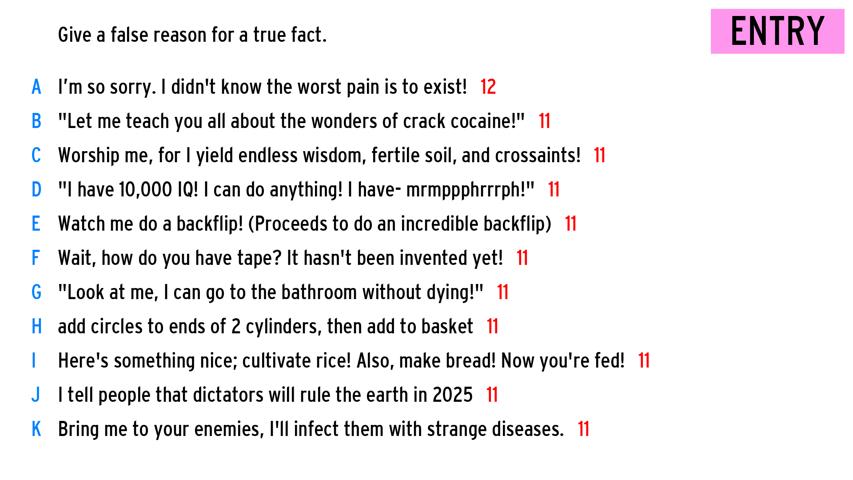 Give a false reason for a true fact.
ENTRY
A I'm so sorry. I didn't know the worst pain is to exist! 12
B "Let me teach you all about the wonders of crack cocaine!" 11
C Worship me, for I yield endless wisdom, fertile soil, and crossaints! 11
D "I have 10,000 IQ! I can do anything! I have- mrmppphrrrph!" 11
E Watch me do a backflip! (Proceeds to do an incredible backflip) 11
F Wait, how do you have tape? It hasn't been invented yet! 11
G "Look at me, I can go to the bathroom without dying!" 11
H add circles to ends of 2 cylinders, then add to basket 11
I Here's something nice; cultivate rice! Also, make bread! Now you're fed! 11
J I tell people that dictators will rule the earth in 2025 11
K Bring me to your enemies, I'll infect them with strange diseases. 11